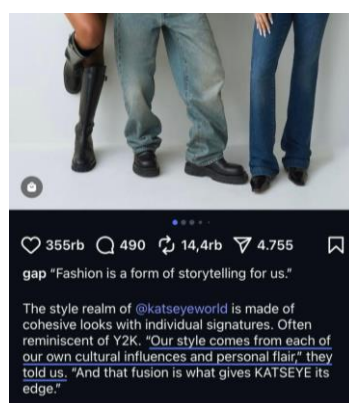 355rb 490 14,4rb 4.755
gap “Fashion is a form of storytelling for us.”
The style realm of @katseyeworld is made of
cohesive looks with individual signatures. Often
reminiscent of Y2K. “Our style comes from each of
our own cultural influences and personal flair,” they
told us. “And that fusion is what gives KATSEYE its
edge.”